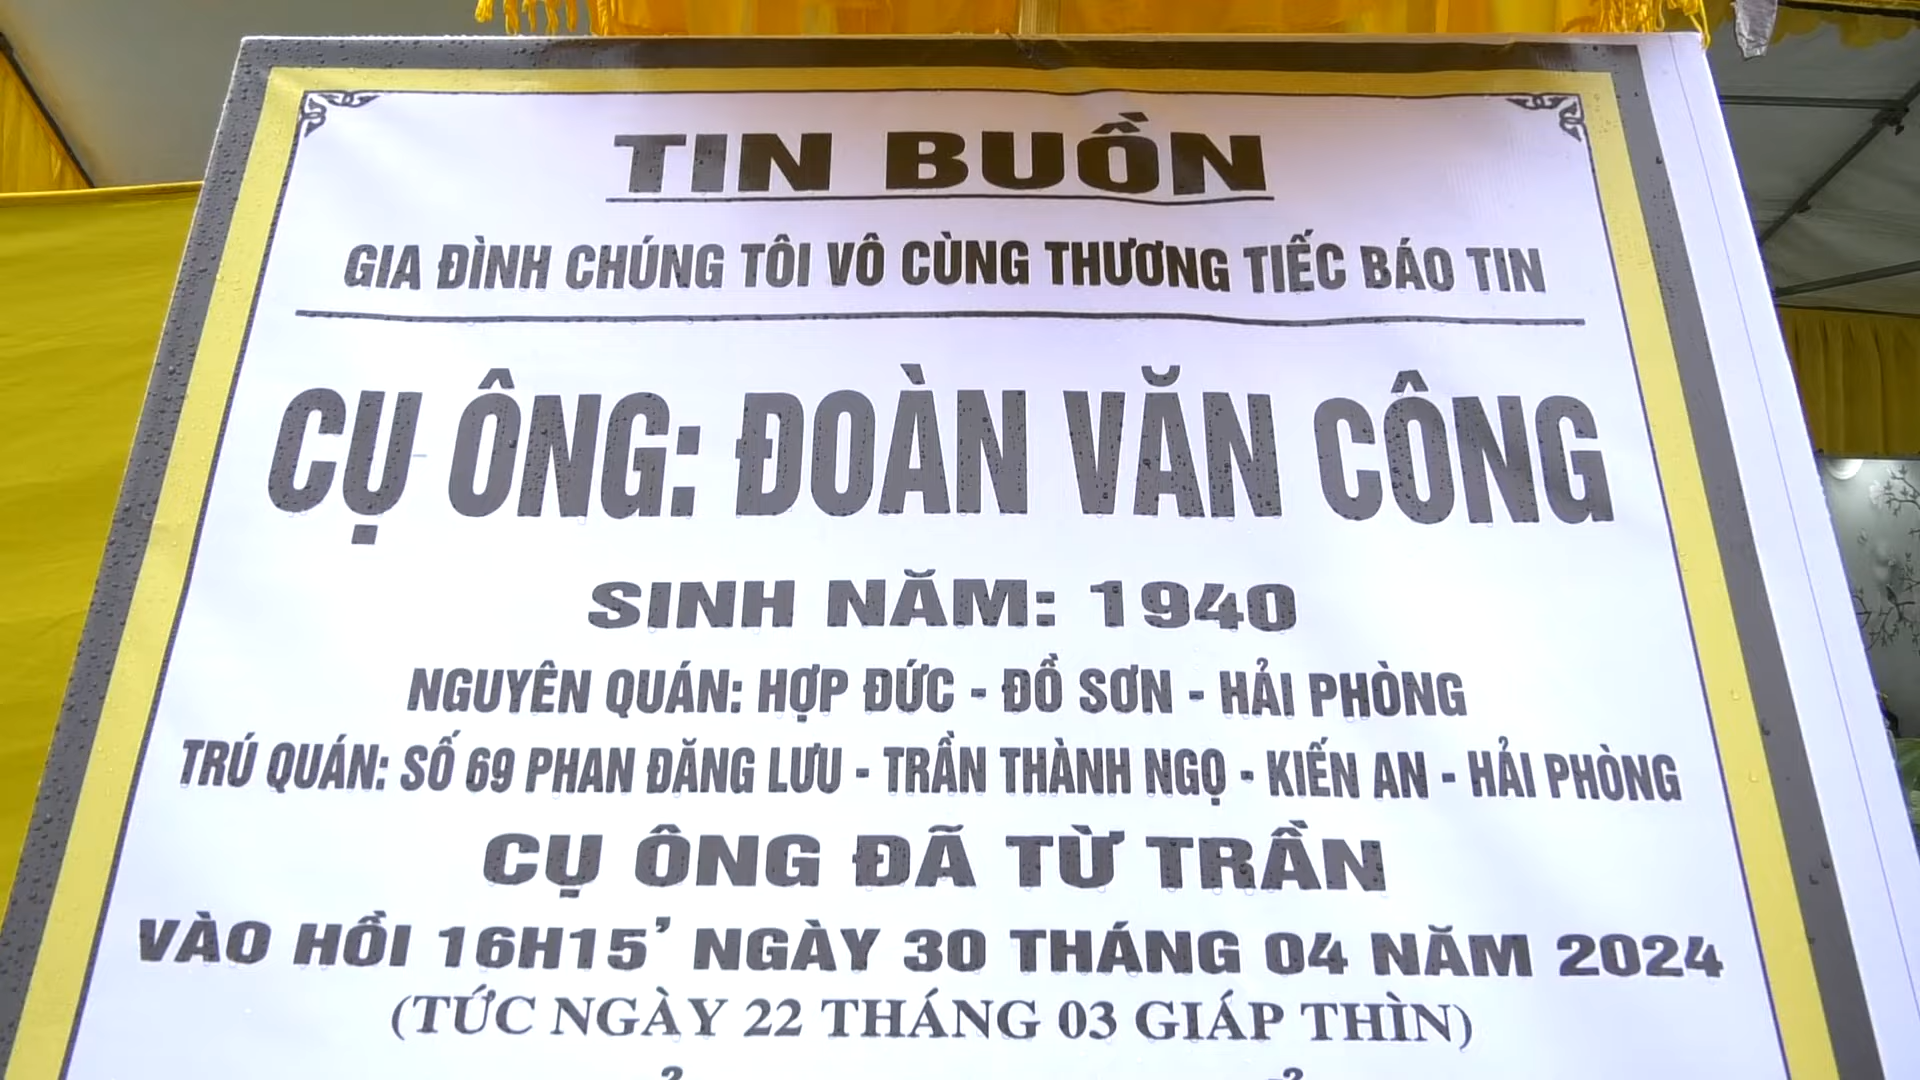 TIN BUỒN
GIA ĐÌNH CHÚNG TÔI VÔ CÙNG THƯƠNG TIẾC BÁO TIN
CỤ ÔNG: ĐOÀN VĂN CÔNG
SINH NĂM: 1940
NGUYÊN QUÁN: HỢP ĐỨC - ĐỒ SƠN - HẢI PHÒNG
TRÚ QUÁN: SỐ 69 PHAN ĐĂNG LƯU - TRẦN THÀNH NGỌ - KIẾN AN - HẢI PHÒNG
CỤ ÔNG ĐÃ TỪ TRẦN
VÀO HỒI 16H15’ NGÀY 30 THÁNG 04 NĂM 2024
(TỨC NGÀY 22 THÁNG 03 GIÁP THÌN)